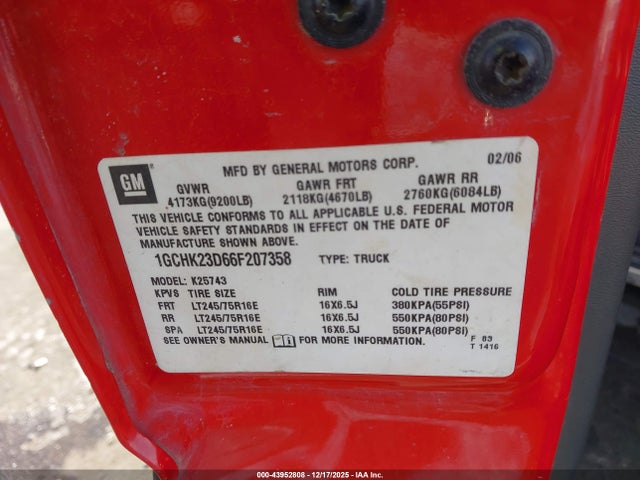 GM
MFD BY GENERAL MOTORS CORP. 02/06
GVWR GAWR FRT GAWR RR
4173KG(9200LB) 2118KG(4670LB) 2760KG(6084LB)
THIS VEHICLE CONFORMS TO ALL APPLICABLE U.S. FEDERAL MOTOR
VEHICLE SAFETY STANDARDS IN EFFECT ON THE DATE OF
MANUFACTURE SHOWN ABOVE.
1GCHK23D66F207358 TYPE: TRUCK
MODEL: K25743
KPVS TIRE SIZE RIM COLD TIRE PRESSURE
FRT LT245/75R16E 16X6.5J 380KPA(55PSI)
RR LT245/75R16E 16X6.5J 550KPA(80PSI)
SPA LT245/75R16E 16X6.5J 550KPA(80PSI)
SEE OWNER'S MANUAL FOR MORE INFORMATION. F 83
T 1416
000-43952808 - 12/17/2025 - IAA Holdings, LLC.